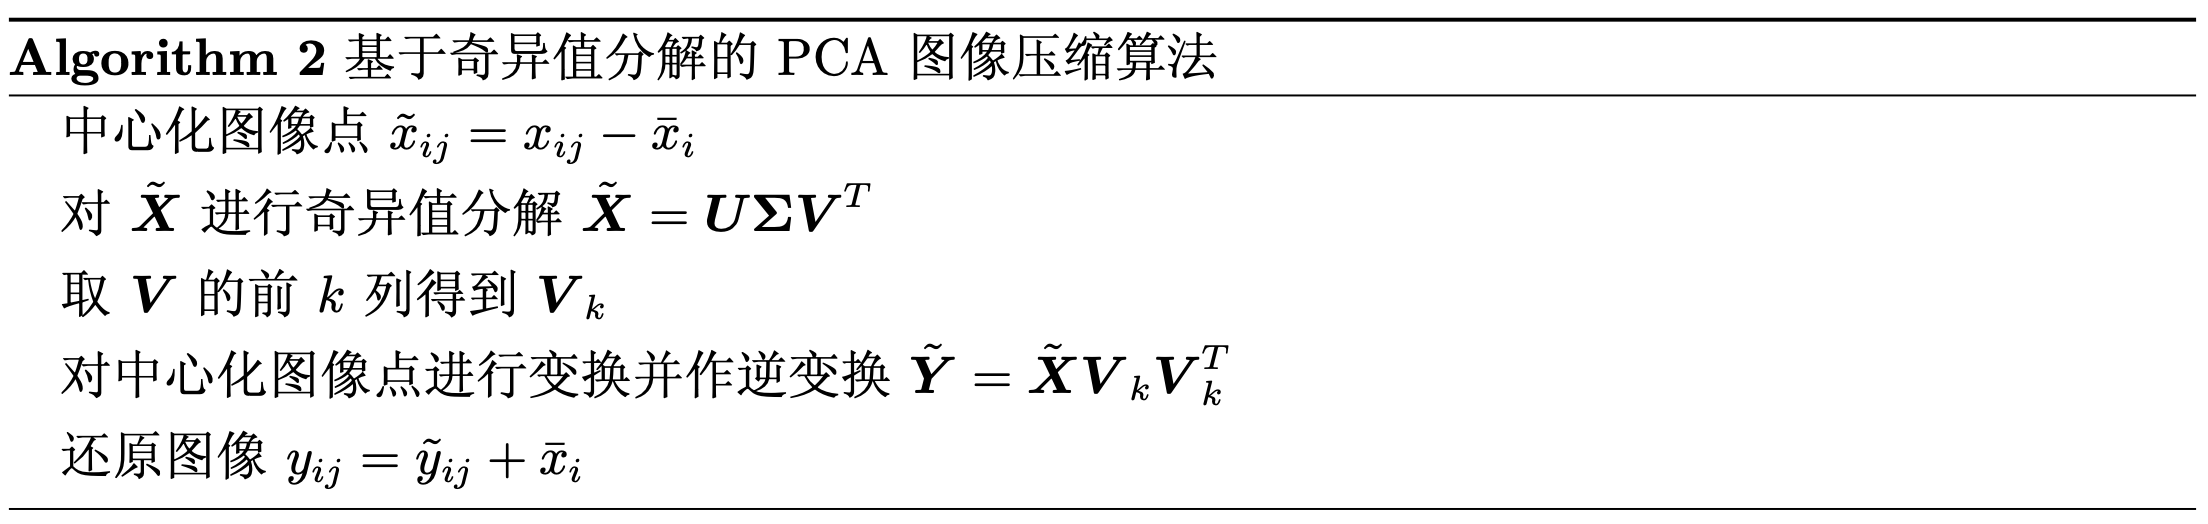 Algorithm 2 基于奇异值分解的 PCA 图像压缩算法
中心化图像点 $\tilde{x}_{ij} = x_{ij} - \bar{x}_i$
对 $\tilde{\boldsymbol{X}}$ 进行奇异值分解 $\tilde{\boldsymbol{X}} = \boldsymbol{U}\boldsymbol{\Sigma}\boldsymbol{V}^T$
取 $\boldsymbol{V}$ 的前 $k$ 列得到 $\boldsymbol{V}_k$
对中心化图像点进行变换并作逆变换 $\tilde{\boldsymbol{Y}} = \tilde{\boldsymbol{X}}\boldsymbol{V}_k\boldsymbol{V}_k^T$
还原图像 $y_{ij} = \tilde{y}_{ij} + \bar{x}_i$